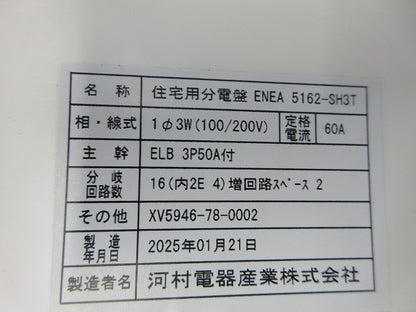 名称 住宅用分電盤 ENEA 5162-SH3T
相・線式 1φ3W(100/200V) 定格電流 60A
主幹 ELB 3P50A付
分岐回路数 16(内2E 4)増回路ｽﾍﾟｰｽ 2
その他 XV5946-78-0002
製造年月日 2025年01月21日
製造者名 河村電器産業株式会社